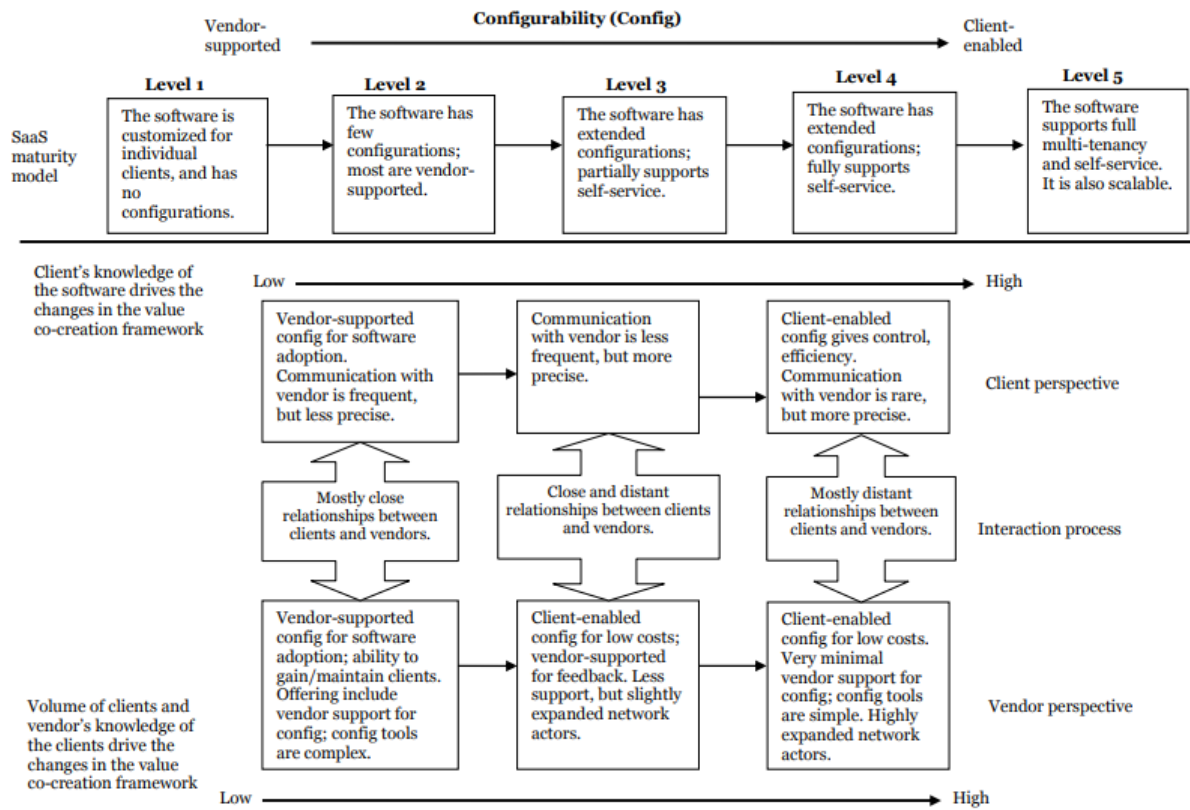 Configurability (Config)
Vendor-
supported
Client-
enabled
SaaS
maturity
model
Level 1
The software is
customized for
individual
clients, and has
no
configurations.
Level 2
The software has
few
configurations;
most are vendor-
supported.
Level 3
The software has
extended
configurations;
partially supports
self-service.
Level 4
The software has
extended
configurations;
fully supports
self-service.
Level 5
The software
supports full
multi-tenancy
and self-service.
It is also scalable.
Client's knowledge of
the software drives the
changes in the value
co-creation framework
Low
High
Vendor-supported
config for software
adoption.
Communication with
vendor is frequent,
but less precise.
Communication
with vendor is less
frequent, but more
precise.
Client-enabled
config gives control,
efficiency.
Communication
with vendor is rare,
but more precise.
Client perspective
Mostly close
relationships between
clients and vendors.
Close and distant
relationships between clients
and vendors.
Mostly distant
relationships between
clients and vendors.
Interaction process
Vendor-supported
config for software
adoption; ability to
gain/maintain clients.
Offering include
vendor support for
config; config tools
are complex.
Client-enabled
config for low costs;
vendor-supported
for feedback. Less
support, but slightly
expanded network
actors.
Client-enabled
config for low costs.
Very minimal
vendor support for
config; config tools
are simple. Highly
expanded network
actors.
Vendor perspective
Volume of clients and
vendor's knowledge of
the clients drive the
changes in the value
co-creation framework
Low
High